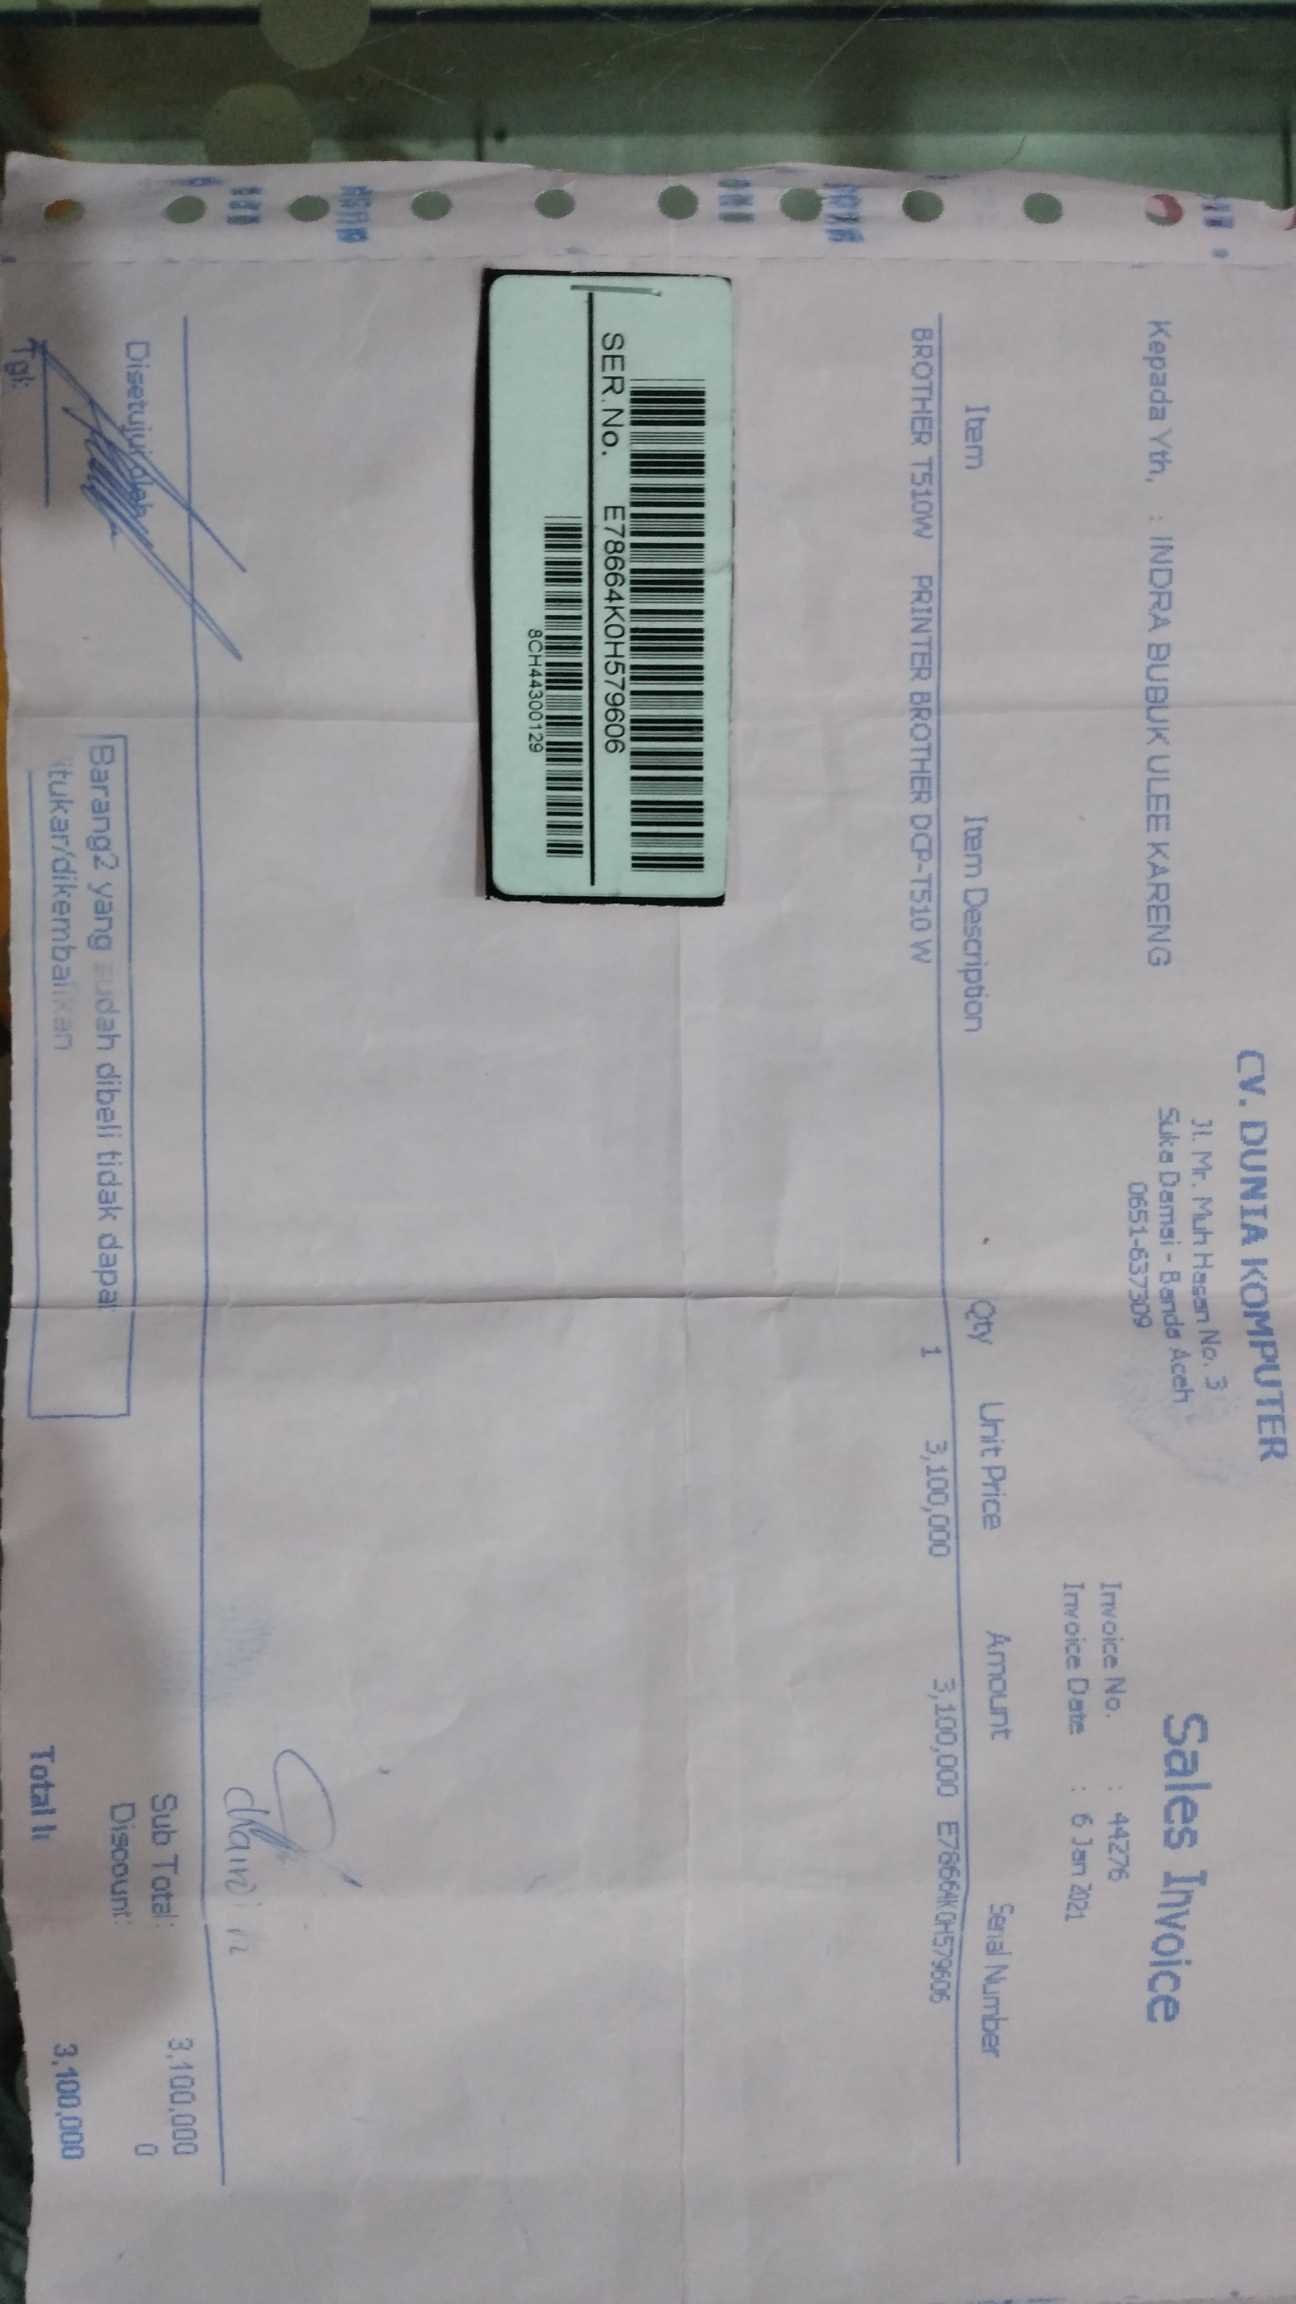 CV. DUNIA KOMPUTER
Jl. Mr. Muh Hasan No. 3
Suka Damai - Banda Aceh
0651-637309
Sales Invoice
Kepada Yth, : INDRA BUBUK ULEE KARENG
Invoice No. : 44276
Invoice Date : 6 Jan 2021
Item Item Description Qty Unit Price Amount Serial Number
BROTHER T510W PRINTER BROTHER DCP-T510 W 1 3,100,000 3,100,000 E78664K0H579606
SER.No. E78664K0H579606
8CH44300129
Disetujui oleh
Tgl:
Barang2 yang sudah dibeli tidak dapa
itukar/dikembalikan
Sub Total: 3,100,000
Discount: 0
Total I: 3,100,000